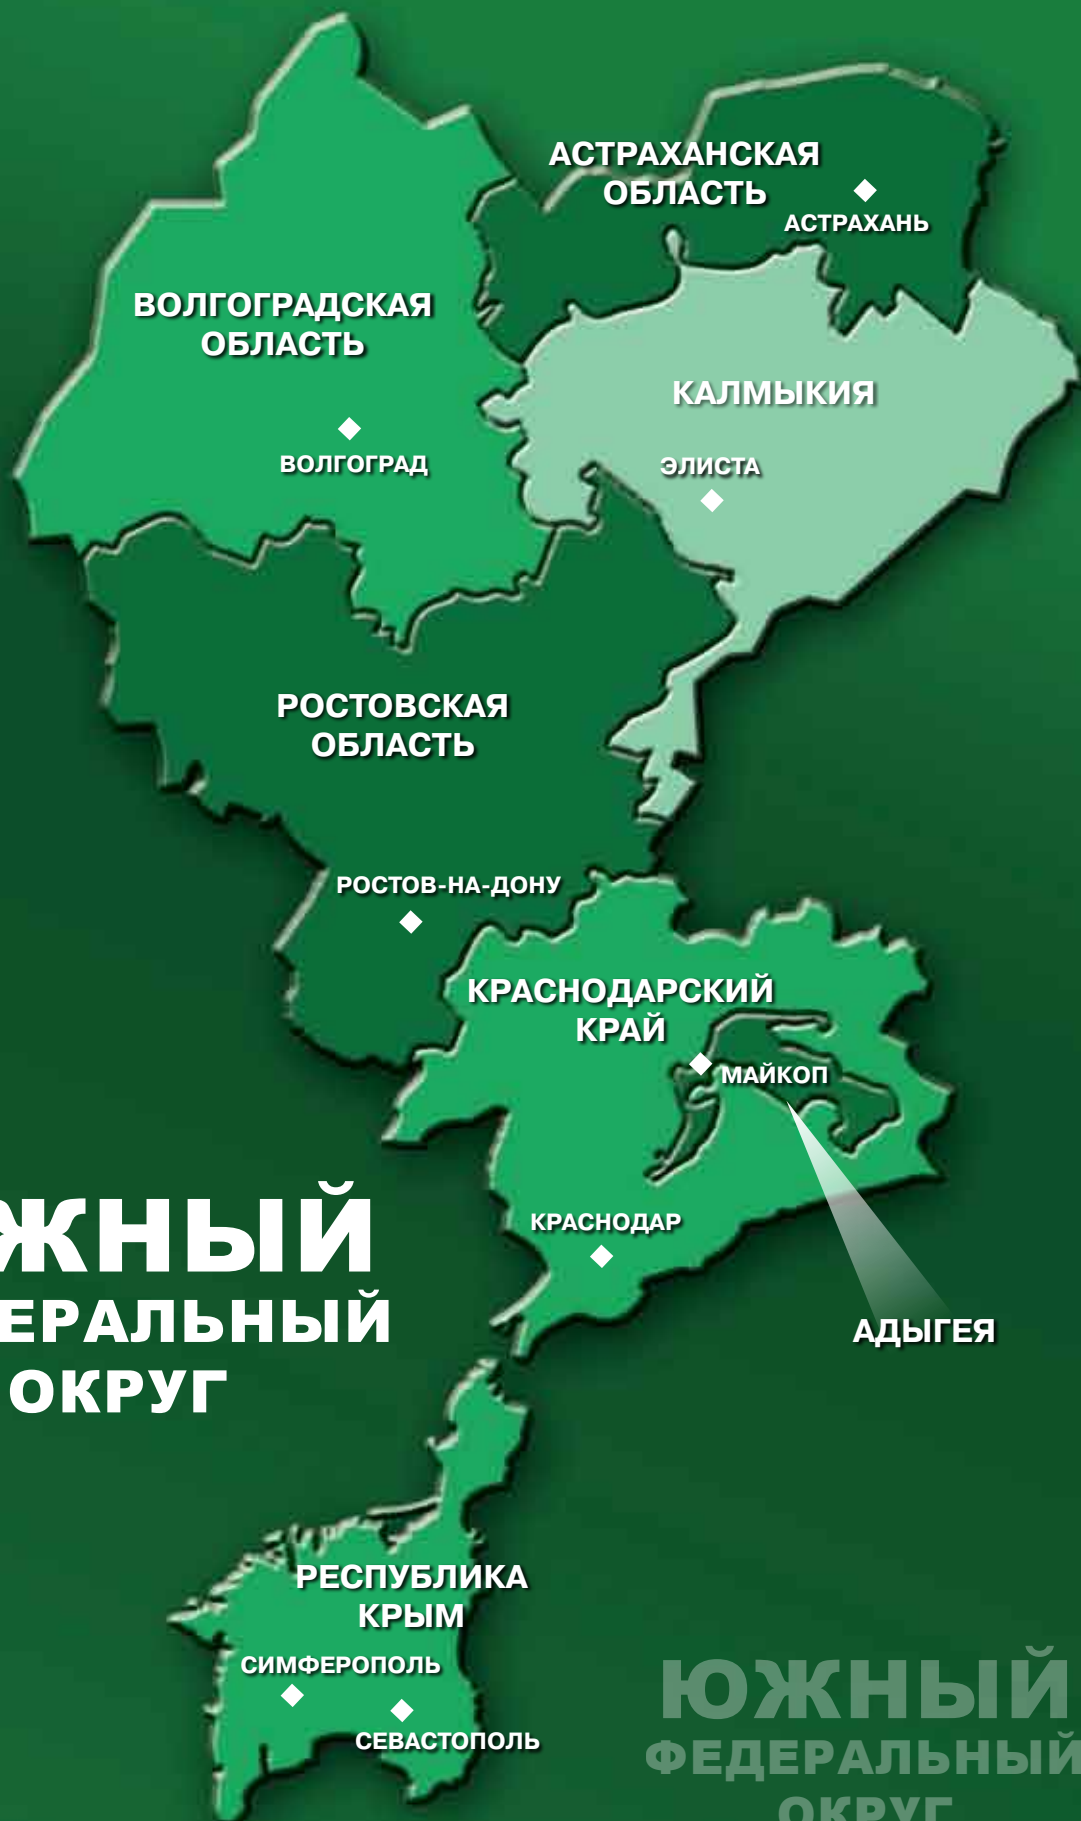 АСТРАХАНСКАЯ
ОБЛАСТЬ
АСТРАХАНЬ
ВОЛГОГРАДСКАЯ
ОБЛАСТЬ
ВОЛГОГРАД
КАЛМЫКИЯ
ЭЛИСТА
РОСТОВСКАЯ
ОБЛАСТЬ
РОСТОВ-НА-ДОНУ
КРАСНОДАРСКИЙ
КРАЙ
МАЙКОП
КРАСНОДАР
АДЫГЕЯ
ЖНЫЙ
ЕРАЛЬНЫЙ
ОКРУГ
РЕСПУБЛИКА
КРЫМ
СИМФЕРОПОЛЬ
СЕВАСТОПОЛЬ
ЮЖНЫЙ
ФЕДЕРАЛЬНЫЙ
ОКРУГ